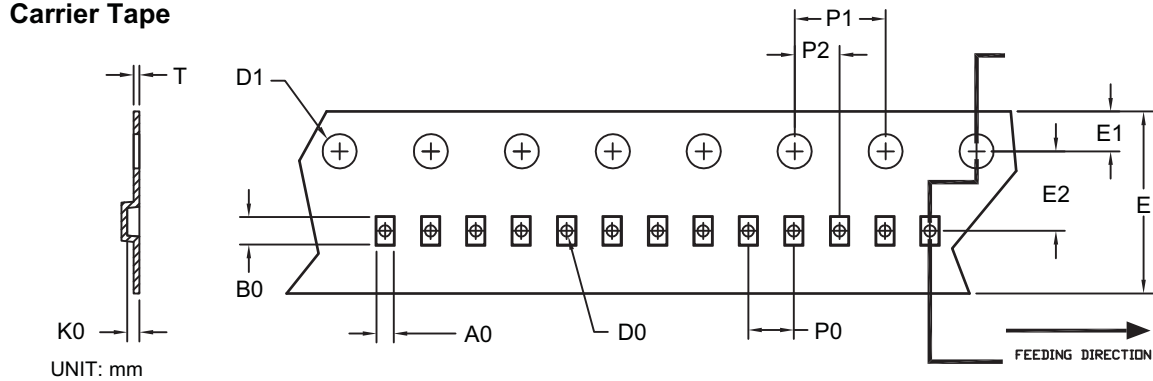 Carrier Tape
P1
P2
T
D1
E1
E2
E
B0
K0
A0
D0
P0
FEEDING DIRECTION
UNIT: mm